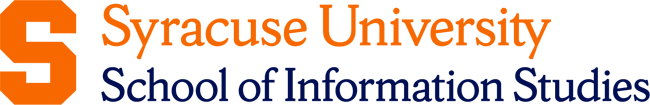 S Syracuse University
School of Information Studies